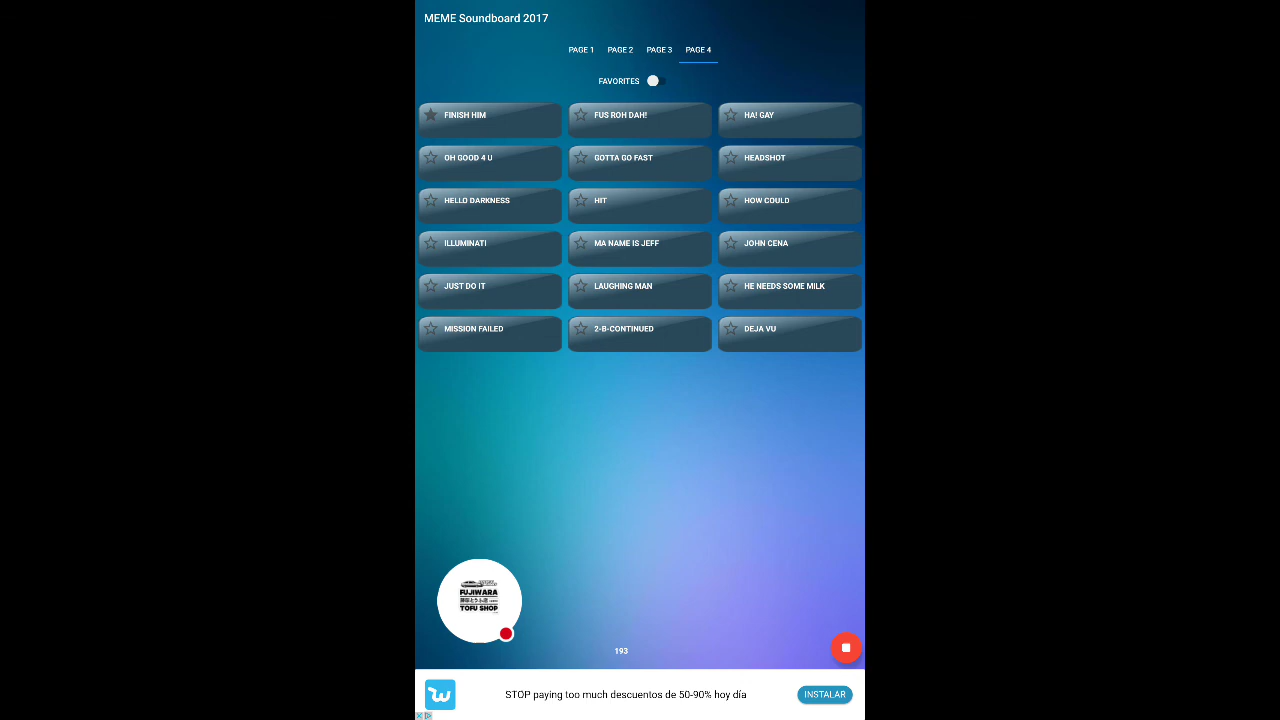 MEME Soundboard 2017
PAGE 1 PAGE 2 PAGE 3 PAGE 4
FAVORITES
FINISH HIM FUS ROH DAH! HA! GAY
OH GOOD 4 U GOTTA GO FAST HEADSHOT
HELLO DARKNESS HIT HOW COULD
ILLUMINATI MA NAME IS JEFF JOHN CENA
JUST DO IT LAUGHING MAN HE NEEDS SOME MILK
MISSION FAILED 2-B-CONTINUED DEJA VU
FUJIWARA
TOFU SHOP
193
STOP paying too much descuentos de 50-90% hoy día INSTALAR